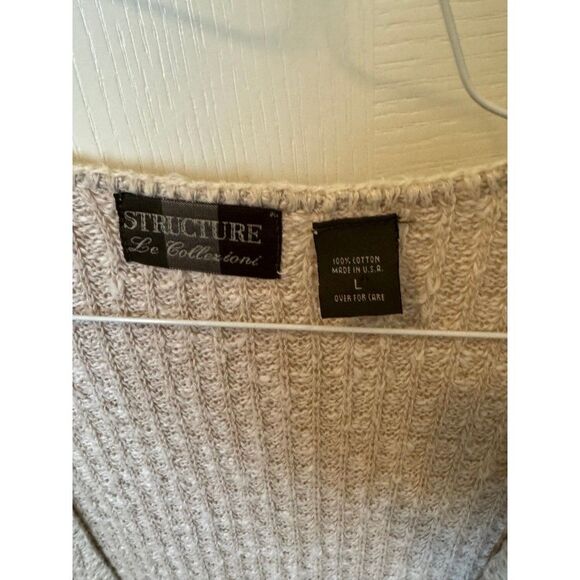 STRUCTURE
Le Collezioni
100% COTTON
MADE IN U.S.A.
L
OVER FOR CARE